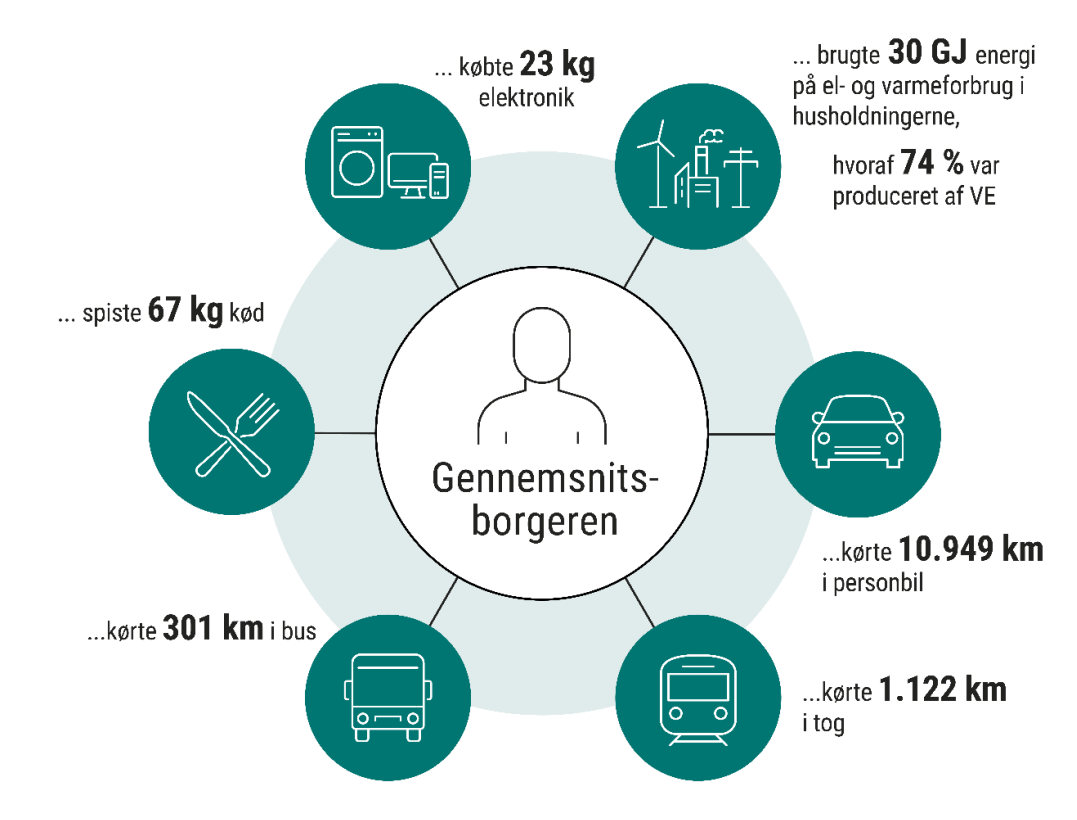 ... købte 23 kg
elektronik
... brugte 30 GJ energi
på el- og varmeforbrug i
husholdningerne,
hvoraf 74 % var
produceret af VE
... spiste 67 kg kød
Gennemsnits-
borgeren
...kørte 10.949 km
i personbil
...kørte 301 km i bus
...kørte 1.122 km
i tog